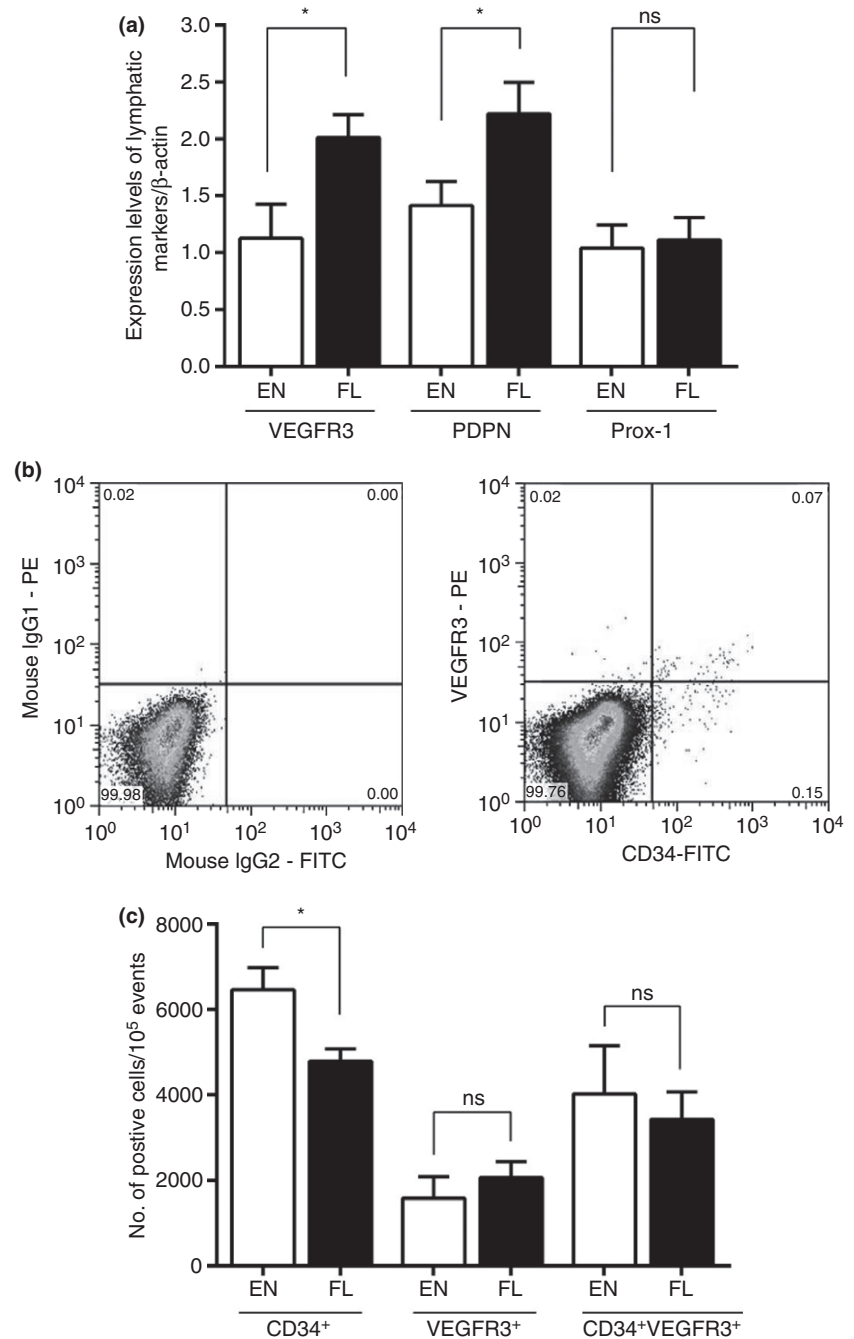 (a)
Expression lelvels of lymphatic
markers/β-actin
3.0
2.5
2.0
1.5
1.0
0.5
0.0
*
*
ns
EN
FL
EN
FL
EN
FL
VEGFR3
PDPN
Prox-1
(b)
Mouse IgG1 - PE
10⁴
10³
10²
10¹
10⁰
0.02
0.00
99.98
0.00
10⁰
10¹
10²
10³
10⁴
Mouse IgG2 - FITC
VEGFR3 - PE
10⁴
10³
10²
10¹
10⁰
0.02
0.07
99.76
0.15
10⁰
10¹
10²
10³
10⁴
CD34-FITC
(c)
No. of postive cells/10⁵ events
8000
6000
4000
2000
0
*
ns
ns
EN
FL
EN
FL
EN
FL
CD34⁺
VEGFR3⁺
CD34⁺VEGFR3⁺